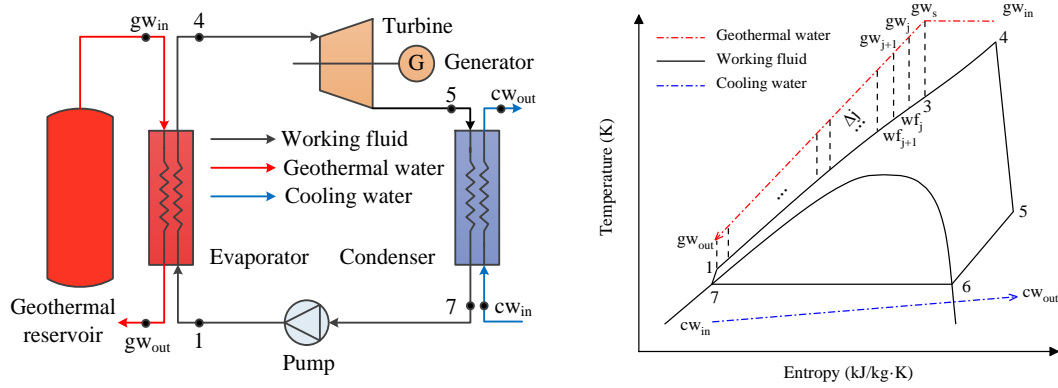 gw_in
4
Turbine
G
Generator
5
cw_out
Working fluid
Geothermal water
Cooling water
Evaporator
Condenser
Geothermal
reservoir
7
cw_in
gw_out
1
Pump
Temperature (K)
Geothermal water
Working fluid
Cooling water
gw_s
gw_in
gw_j
gw_j+1
4
3
wf_j
wf_j+1
Δj
...
...
gw_out
1
5
7
6
cw_out
cw_in
Entropy (kJ/kg·K)